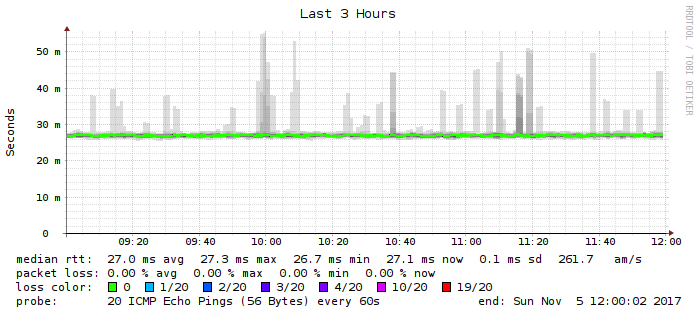 Last 3 Hours
RRDTOOL / TOBI OETIKER
Seconds
50 m
40 m
30 m
20 m
10 m
0
09:20 09:40 10:00 10:20 10:40 11:00 11:20 11:40 12:00
median rtt: 27.0 ms avg 27.3 ms max 26.7 ms min 27.1 ms now 0.1 ms sd 261.7 am/s
packet loss: 0.00 % avg 0.00 % max 0.00 % min 0.00 % now
loss color: 0 1/20 2/20 3/20 4/20 10/20 19/20
probe: 20 ICMP Echo Pings (56 Bytes) every 60s end: Sun Nov 5 12:00:02 2017